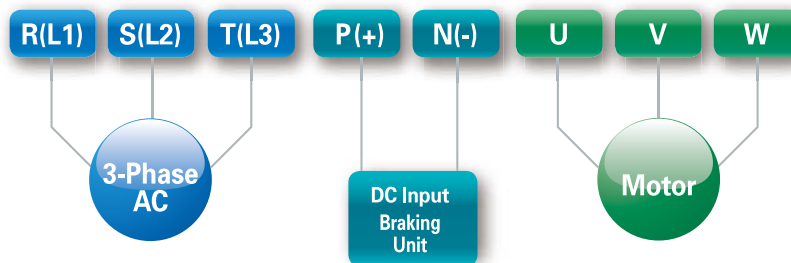 R(L1) S(L2) T(L3) P(+) N(-) U V W
3-Phase
AC
DC Input
Braking
Unit
Motor